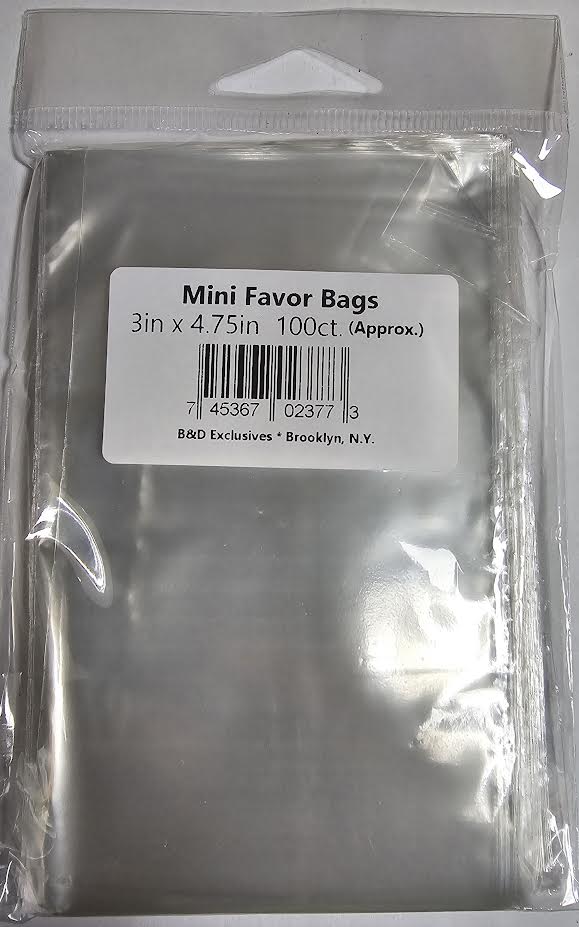 Mini Favor Bags
3in x 4.75in 100ct. (Approx.)
7 45367 02377 3
B&D Exclusives * Brooklyn, N.Y.